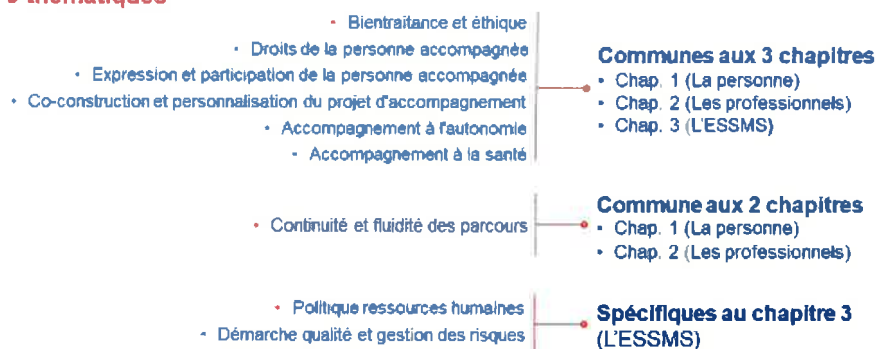 thématiques
• Bientraitance et éthique
• Droits de la personne accompagnée
• Expression et participation de la personne accompagnée
• Co-construction et personnalisation du projet d'accompagnement
• Accompagnement à l'autonomie
• Accompagnement à la santé
Communes aux 3 chapitres
• Chap. 1 (La personne)
• Chap. 2 (Les professionnels)
• Chap. 3 (L'ESSMS)
• Continuité et fluidité des parcours
Commune aux 2 chapitres
• Chap. 1 (La personne)
• Chap. 2 (Les professionnels)
• Politique ressources humaines
• Démarche qualité et gestion des risques
Spécifiques au chapitre 3
(L'ESSMS)